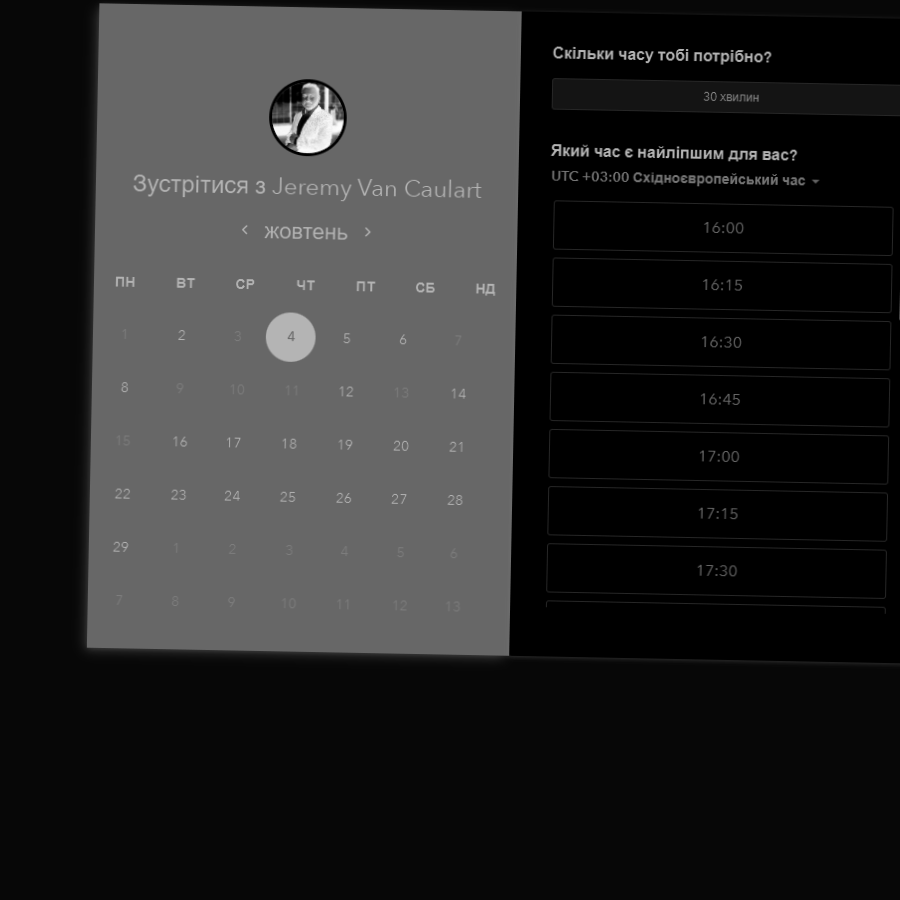 Зустрітися з Jeremy Van Caulart
жовтень
ПН ВТ СР ЧТ ПТ СБ НД
1 2 3 4 5 6 7
8 9 10 11 12 13 14
15 16 17 18 19 20 21
22 23 24 25 26 27 28
29 1 2 3 4 5 6
7 8 9 10 11 12 13
Скільки часу тобі потрібно?
30 хвилин
Який час є найліпшим для вас?
UTC +03:00 Східноєвропейський час
16:00
16:15
16:30
16:45
17:00
17:15
17:30